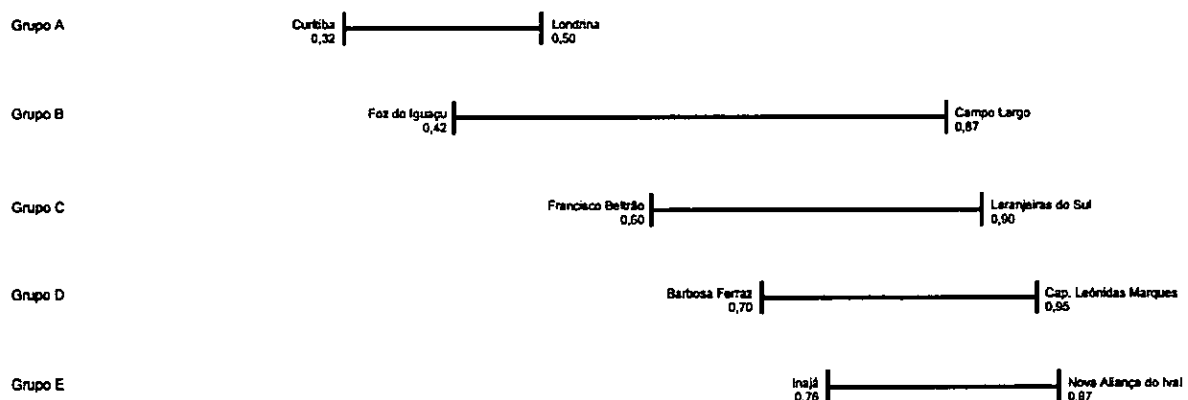 Grupo A
Curitiba
0,32
Londrina
0,50
Grupo B
Foz do Iguaçu
0,42
Campo Largo
0,87
Grupo C
Francisco Beltrão
0,60
Laranjeiras do Sul
0,90
Grupo D
Barbosa Ferraz
0,70
Cap. Leônidas Marques
0,95
Grupo E
Inajá
0,76
Nova Aliança do Ivaí
0,97